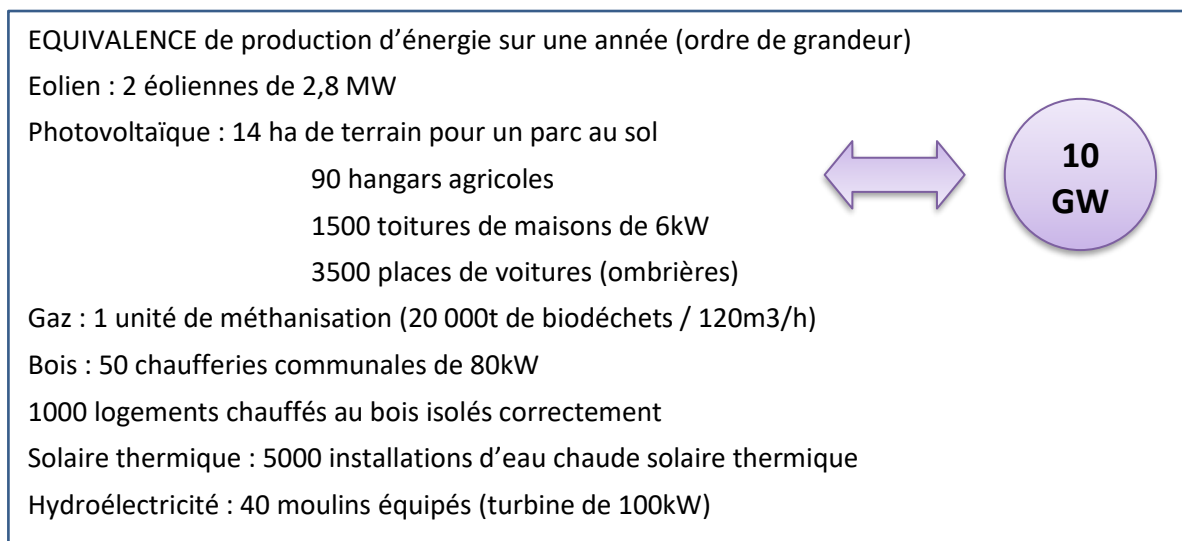 EQUIVALENCE de production d’énergie sur une année (ordre de grandeur)
Eolien : 2 éoliennes de 2,8 MW
Photovoltaïque : 14 ha de terrain pour un parc au sol
90 hangars agricoles
1500 toitures de maisons de 6kW
3500 places de voitures (ombrières)
Gaz : 1 unité de méthanisation (20 000t de biodéchets / 120m3/h)
Bois : 50 chaufferies communales de 80kW
1000 logements chauffés au bois isolés correctement
Solaire thermique : 5000 installations d’eau chaude solaire thermique
Hydroélectricité : 40 moulins équipés (turbine de 100kW)
10
GW